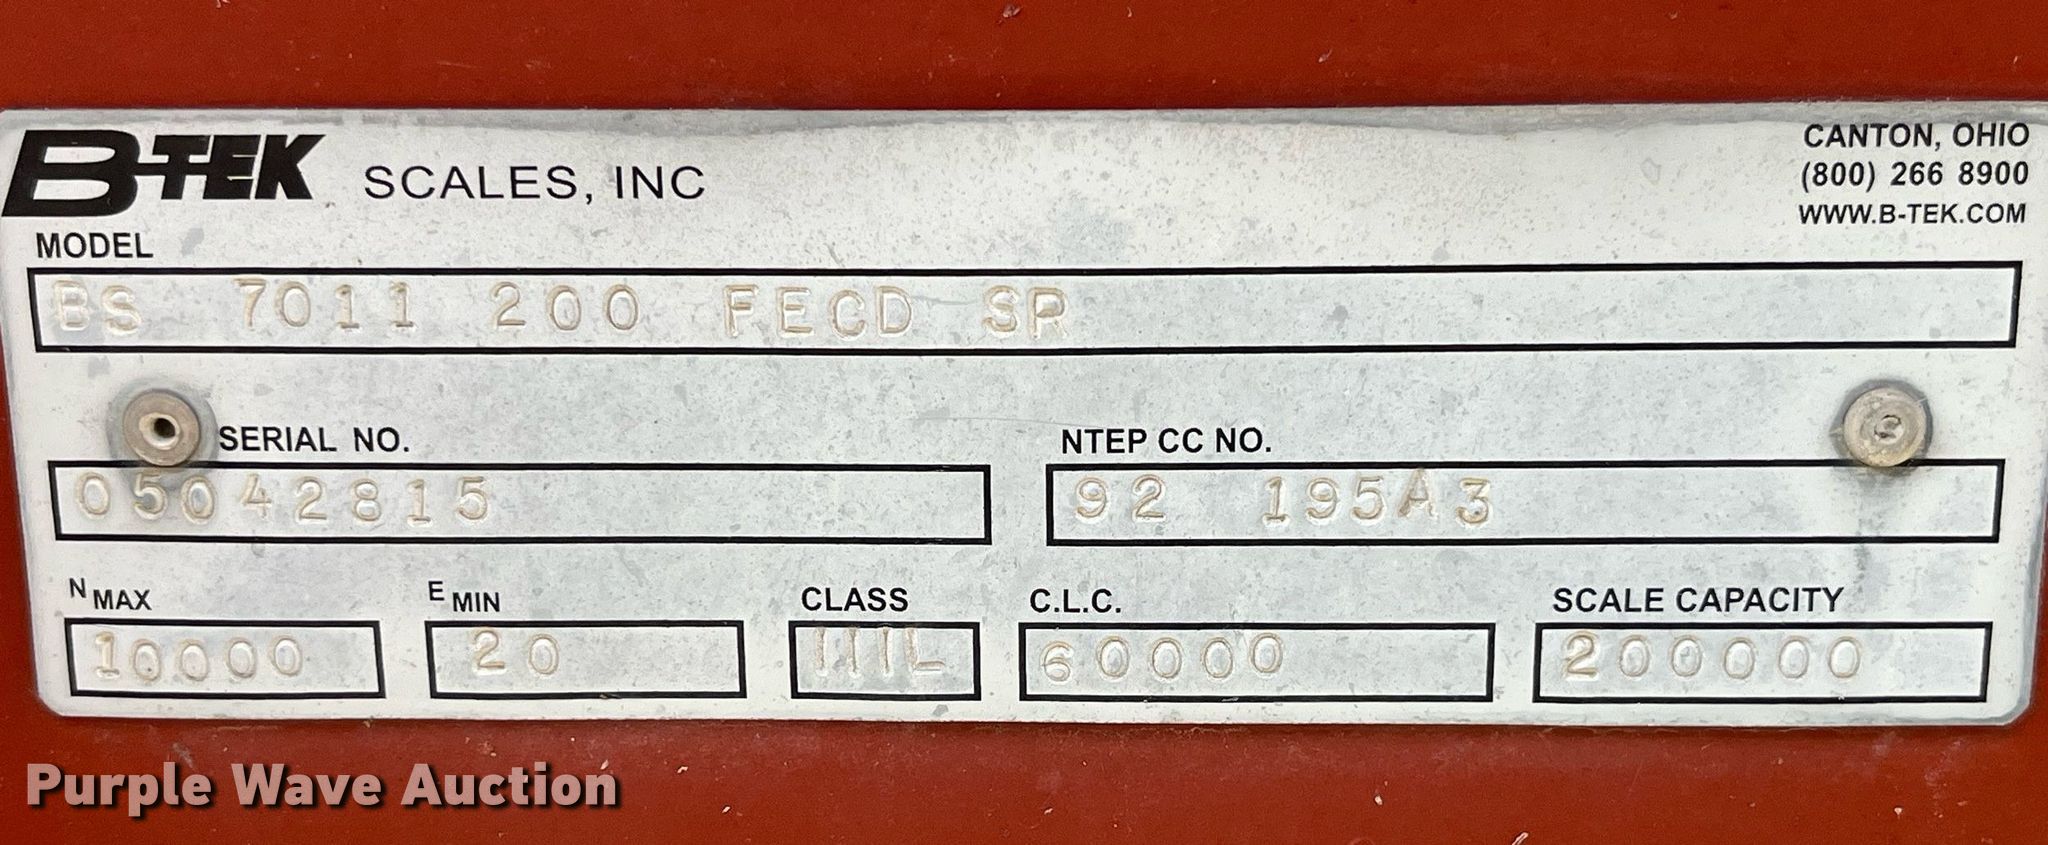 B-TEK SCALES, INC
CANTON, OHIO
(800) 266 8900
WWW.B-TEK.COM
MODEL
BS 7011 200 FECD SR
SERIAL NO. NTEP CC NO.
05042815 92 195A3
N MAX E MIN CLASS C.L.C. SCALE CAPACITY
10000 20 IIIL 60000 200000
Purple Wave Auction